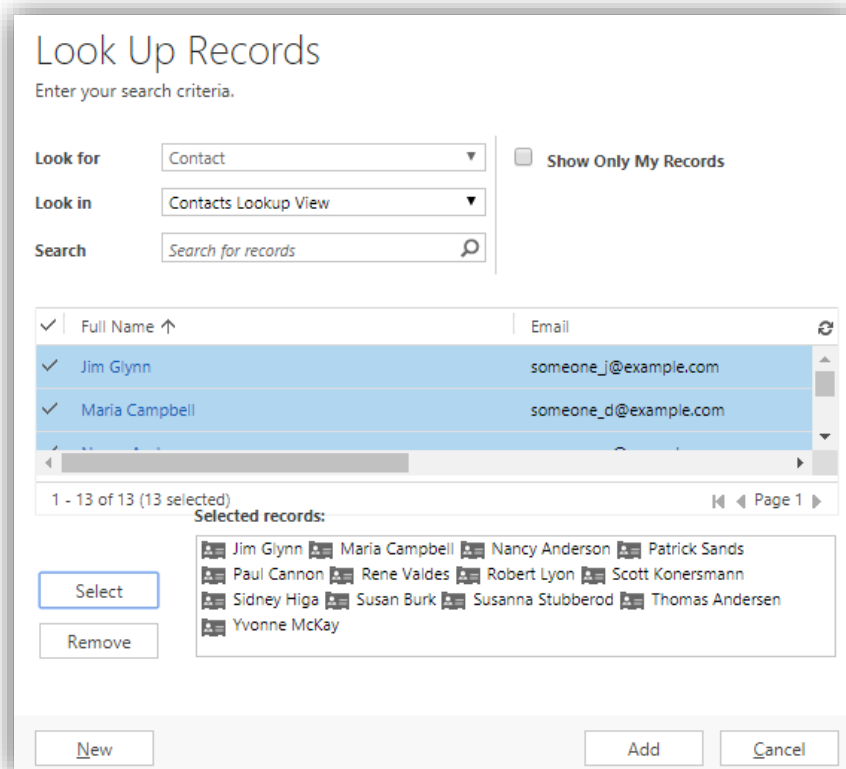 Look Up Records
Enter your search criteria.
Look for Contact
Show Only My Records
Look in Contacts Lookup View
Search Search for records
Full Name Email
Jim Glynn someone_j@example.com
Maria Campbell someone_d@example.com
1 - 13 of 13 (13 selected) Page 1
Selected records:
Jim Glynn Maria Campbell Nancy Anderson Patrick Sands
Paul Cannon Rene Valdes Robert Lyon Scott Konersmann
Sidney Higa Susan Burk Susanna Stubberod Thomas Andersen
Yvonne McKay
Select
Remove
New Add Cancel